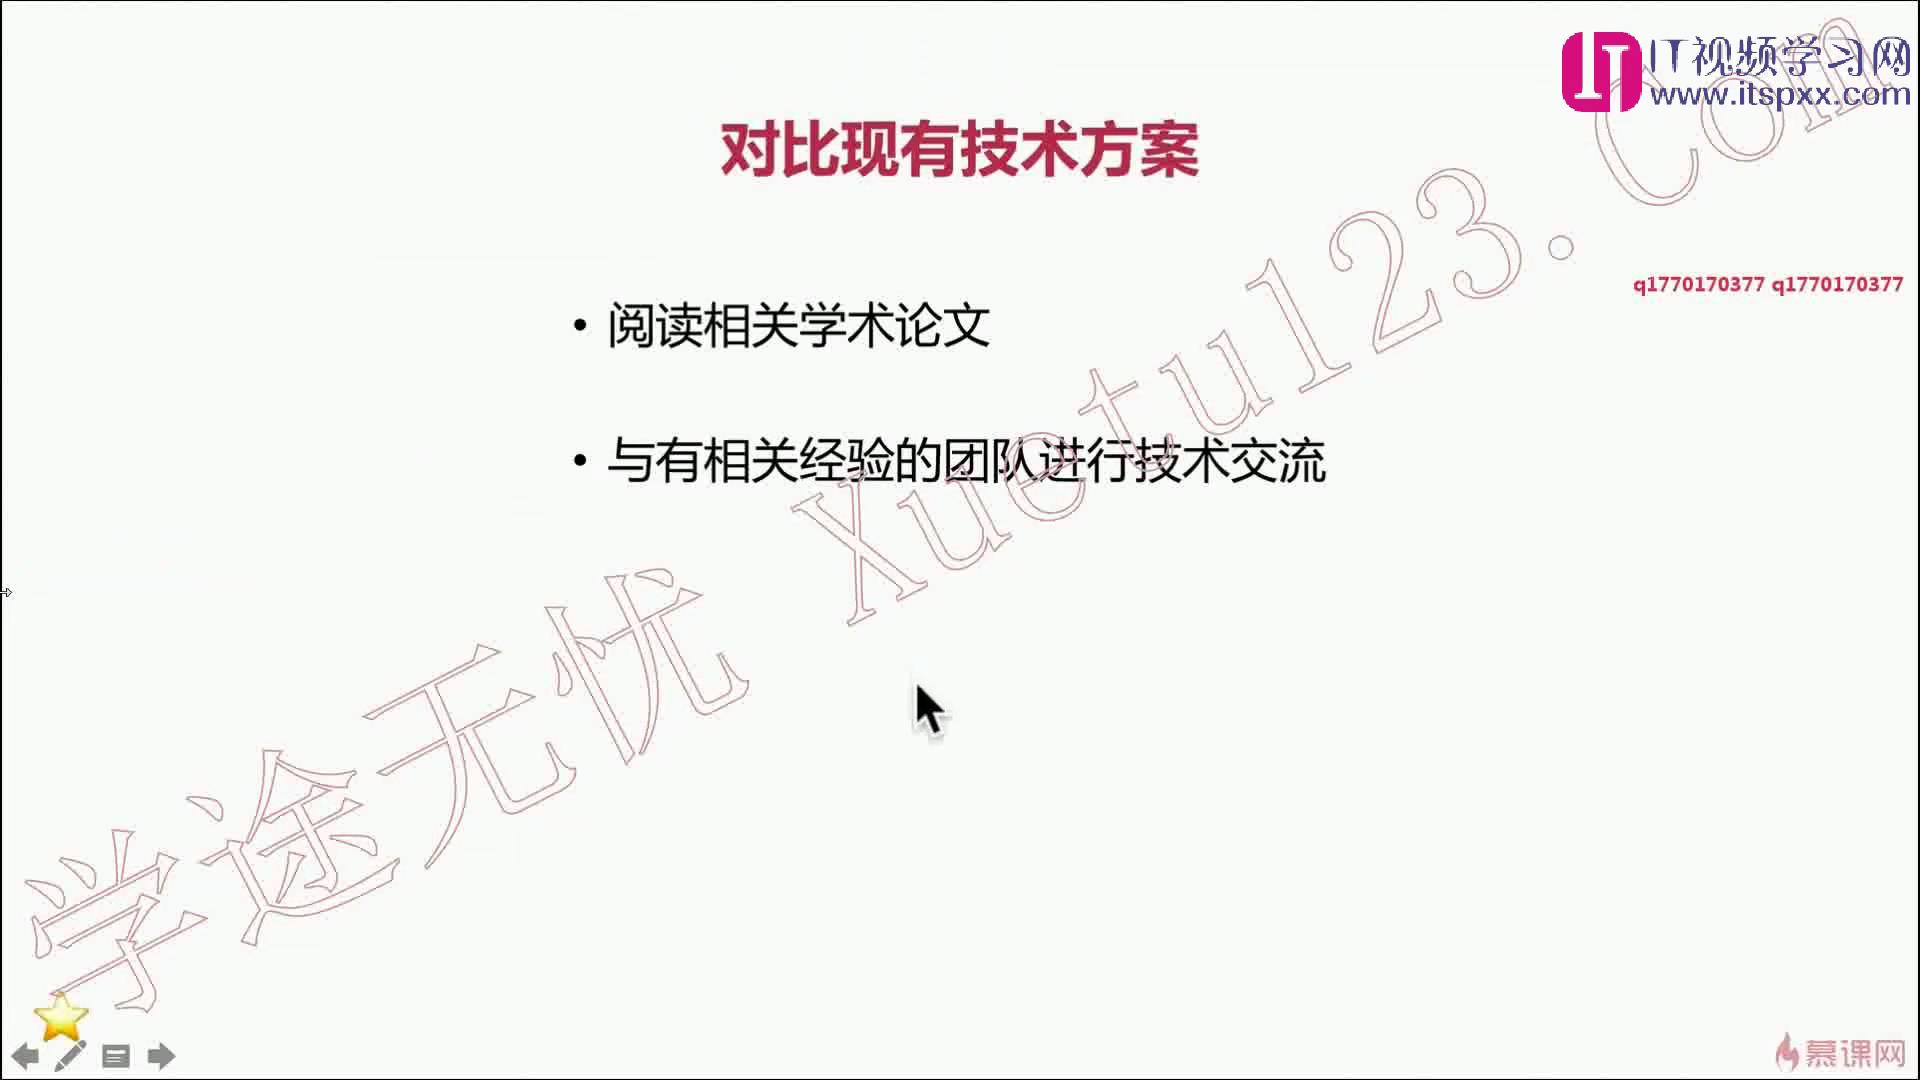 IT视频学习网
www.itspxx.com
对比现有技术方案
q1770170377 q1770170377
• 阅读相关学术论文
• 与有相关经验的团队进行技术交流
学途无忧 Xuetu123.Com
慕课网